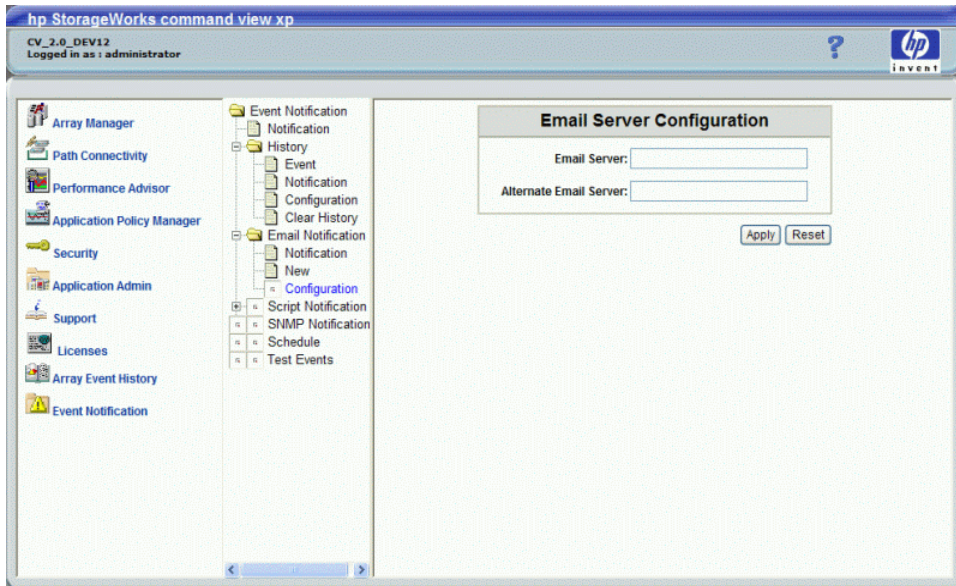 hp StorageWorks command view xp
CV_2.0_DEV12
Logged in as : administrator
?
hp
invent
Array Manager
Path Connectivity
Performance Advisor
Application Policy Manager
Security
Application Admin
Support
Licenses
Array Event History
Event Notification
Event Notification
Notification
History
Event
Notification
Configuration
Clear History
Email Notification
Notification
New
Configuration
Script Notification
SNMP Notification
Schedule
Test Events
Email Server Configuration
Email Server:
Alternate Email Server:
Apply Reset